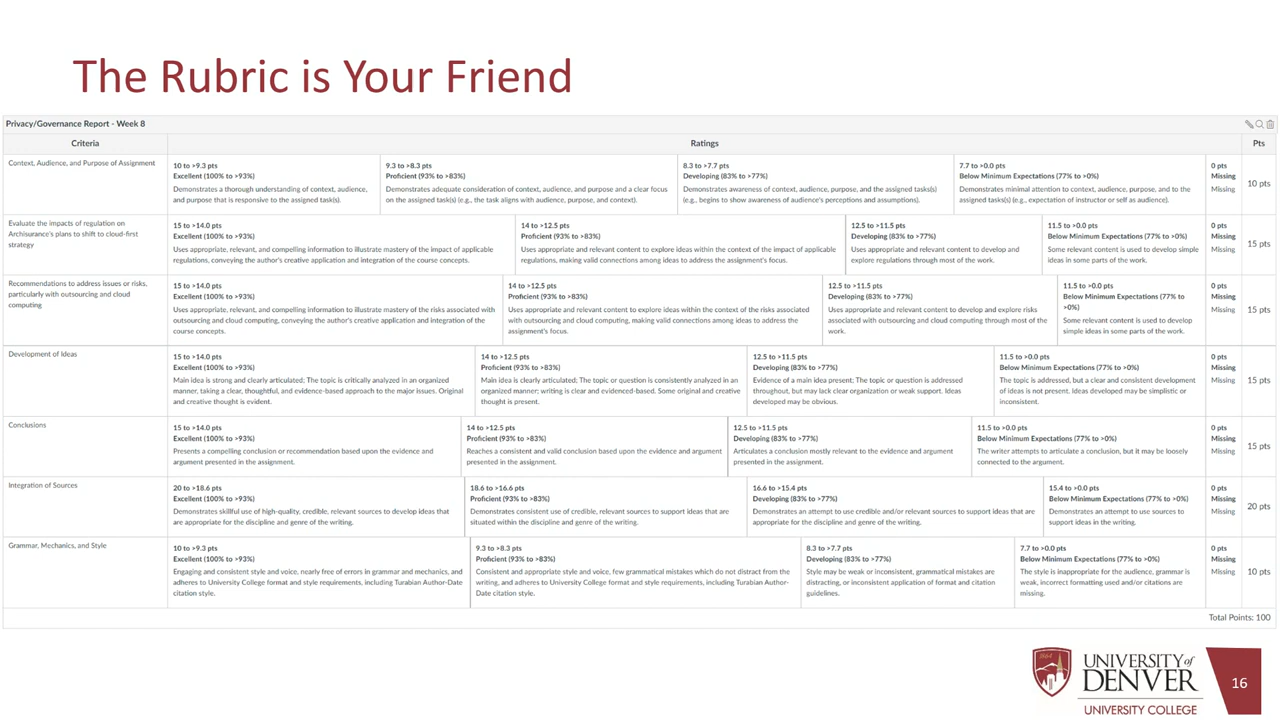 The Rubric is Your Friend
Privacy/Governance Report - Week 8
Criteria
Ratings
Pts
Context, Audience, and Purpose of Assignment
10 to >9.3 pts
Excellent (100% to >93%)
Demonstrates a thorough understanding of context, audience,
and purpose that is responsive to the assigned task(s).
9.3 to >8.3 pts
Proficient (93% to >83%)
Demonstrates adequate consideration of context, audience, and purpose and a clear focus
on the assigned task(s) (e.g., the task aligns with audience, purpose, and context).
8.3 to >7.7 pts
Developing (83% to >77%)
Demonstrates awareness of context, audience, purpose, and the assigned tasks(s)
(e.g., begins to show awareness of audience's perceptions and assumptions).
7.7 to >0.0 pts
Below Minimum Expectations (77% to >0%)
Demonstrates minimal attention to context, audience, purpose, and to the
assigned tasks(s) (e.g., expectation of instructor or self as audience).
0 pts
Missing
Missing
10 pts
Evaluate the impacts of regulation on
Archisurance's plans to shift to cloud-first
strategy
15 to >14.0 pts
Excellent (100% to >93%)
Uses appropriate, relevant, and compelling information to illustrate mastery of the impact of applicable
regulations, conveying the author's creative application and integration of the course concepts.
14 to >12.5 pts
Proficient (93% to >83%)
Uses appropriate and relevant content to explore ideas within the context of the impact of applicable
regulations, making valid connections among ideas to address the assignment's focus.
12.5 to >11.5 pts
Developing (83% to >77%)
Uses appropriate and relevant content to develop and
explore regulations through most of the work.
11.5 to >0.0 pts
Below Minimum Expectations (77% to >0%)
Some relevant content is used to develop simple
ideas in some parts of the work.
0 pts
Missing
Missing
15 pts
Recommendations to address issues or risks,
particularly with outsourcing and cloud
computing
15 to >14.0 pts
Excellent (100% to >93%)
Uses appropriate, relevant, and compelling information to illustrate mastery of the risks associated with
outsourcing and cloud computing, conveying the author's creative application and integration of the
course concepts.
14 to >12.5 pts
Proficient (93% to >83%)
Uses appropriate and relevant content to explore ideas within the context of the risks associated
with outsourcing and cloud computing, making valid connections among ideas to address the
assignment's focus.
12.5 to >11.5 pts
Developing (83% to >77%)
Uses appropriate and relevant content to develop and explore risks
associated with outsourcing and cloud computing through most of the
work.
11.5 to >0.0 pts
Below Minimum Expectations (77% to
>0%)
Some relevant content is used to develop
simple ideas in some parts of the work.
0 pts
Missing
Missing
15 pts
Development of Ideas
15 to >14.0 pts
Excellent (100% to >93%)
Main idea is strong and clearly articulated; The topic is critically analyzed in an organized
manner, taking a clear, thoughtful, and evidence-based approach to the major issues. Original
and creative thought is evident.
14 to >12.5 pts
Proficient (93% to >83%)
Main idea is clearly articulated; The topic or question is consistently analyzed in an
organized manner; writing is clear and evidenced-based. Some original and creative
thought is present.
12.5 to >11.5 pts
Developing (83% to >77%)
Evidence of a main idea present; The topic or question is addressed
throughout, but may lack clear organization or weak support. Ideas
developed may be obvious.
11.5 to >0.0 pts
Below Minimum Expectations (77% to >0%)
The topic is addressed, but a clear and consistent development
of ideas is not present. Ideas developed may be simplistic or
inconsistent.
0 pts
Missing
Missing
15 pts
Conclusions
15 to >14.0 pts
Excellent (100% to >93%)
Presents a compelling conclusion or recommendation based upon the evidence and
argument presented in the assignment.
14 to >12.5 pts
Proficient (93% to >83%)
Reaches a consistent and valid conclusion based upon the evidence and argument
presented in the assignment.
12.5 to >11.5 pts
Developing (83% to >77%)
Articulates a conclusion mostly relevant to the evidence and argument
presented in the assignment.
11.5 to >0.0 pts
Below Minimum Expectations (77% to >0%)
The writer attempts to articulate a conclusion, but it may be loosely
connected to the argument.
0 pts
Missing
Missing
15 pts
Integration of Sources
20 to >18.6 pts
Excellent (100% to >93%)
Demonstrates skillful use of high-quality, credible, relevant sources to develop ideas that
are appropriate for the discipline and genre of the writing.
18.6 to >16.6 pts
Proficient (93% to >83%)
Demonstrates consistent use of credible, relevant sources to support ideas that are
situated within the discipline and genre of the writing.
16.6 to >15.4 pts
Developing (83% to >77%)
Demonstrates an attempt to use credible and/or relevant sources to support ideas that are
appropriate for the discipline and genre of the writing.
15.4 to >0.0 pts
Below Minimum Expectations (77% to >0%)
Demonstrates an attempt to use sources to
support ideas in the writing.
0 pts
Missing
Missing
20 pts
Grammar, Mechanics, and Style
10 to >9.3 pts
Excellent (100% to >93%)
Engaging and consistent style and voice, nearly free of errors in grammar and mechanics, and
adheres to University College format and style requirements, including Turabian Author-Date
citation style.
9.3 to >8.3 pts
Proficient (93% to >83%)
Consistent and appropriate style and voice, few grammatical mistakes which do not distract from the
writing, and adheres to University College format and style requirements, including Turabian Author-
Date citation style.
8.3 to >7.7 pts
Developing (83% to >77%)
Style may be weak or inconsistent, grammatical mistakes are
distracting, or inconsistent application of format and citation
guidelines.
7.7 to >0.0 pts
Below Minimum Expectations (77% to >0%)
The style is inappropriate for the audience, grammar is
weak, incorrect formatting used and/or citations are
missing.
0 pts
Missing
Missing
10 pts
Total Points: 100
1864
UNIVERSITY of
DENVER
UNIVERSITY COLLEGE
16